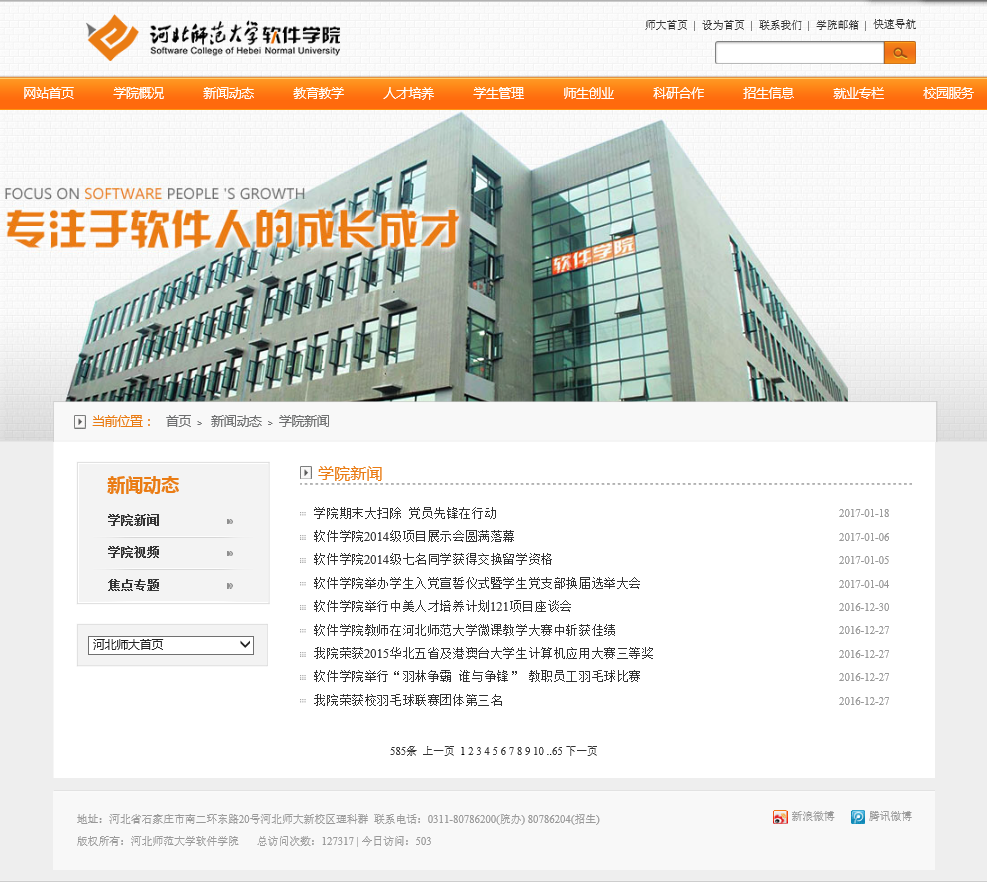 河北师范大学软件学院
Software College of Hebei Normal University
师大首页 | 设为首页 | 联系我们 | 学院邮箱 | 快速导航
网站首页 学院概况 新闻动态 教育教学 人才培养 学生管理 师生创业 科研合作 招生信息 就业专栏 校园服务
FOCUS ON SOFTWARE PEOPLE 'S GROWTH
专注于软件人的成长成才
软件学院
当前位置： 首页 > 新闻动态 > 学院新闻
新闻动态
学院新闻
学院视频
焦点专题
河北师大首页
学院新闻
学院期末大扫除 党员先锋在行动 2017-01-18
软件学院2014级项目展示会圆满落幕 2017-01-06
软件学院2014级七名同学获得交换留学资格 2017-01-05
软件学院举办学生入党宣誓仪式暨学生党支部换届选举大会 2017-01-04
软件学院举行中美人才培养计划121项目座谈会 2016-12-30
软件学院教师在河北师范大学微课教学大赛中斩获佳绩 2016-12-27
我院荣获2015华北五省及港澳台大学生计算机应用大赛三等奖 2016-12-27
软件学院举行“羽林争霸 谁与争锋” 教职员工羽毛球比赛 2016-12-27
我院荣获校羽毛球联赛团体第三名 2016-12-27
585条 上一页 1 2 3 4 5 6 7 8 9 10 ..65 下一页
地址：河北省石家庄市南二环东路20号河北师大新校区理科群 联系电话：0311-80786200(院办) 80786204(招生)
新浪微博 腾讯微博
版权所有：河北师范大学软件学院 总访问次数：127317 | 今日访问：503